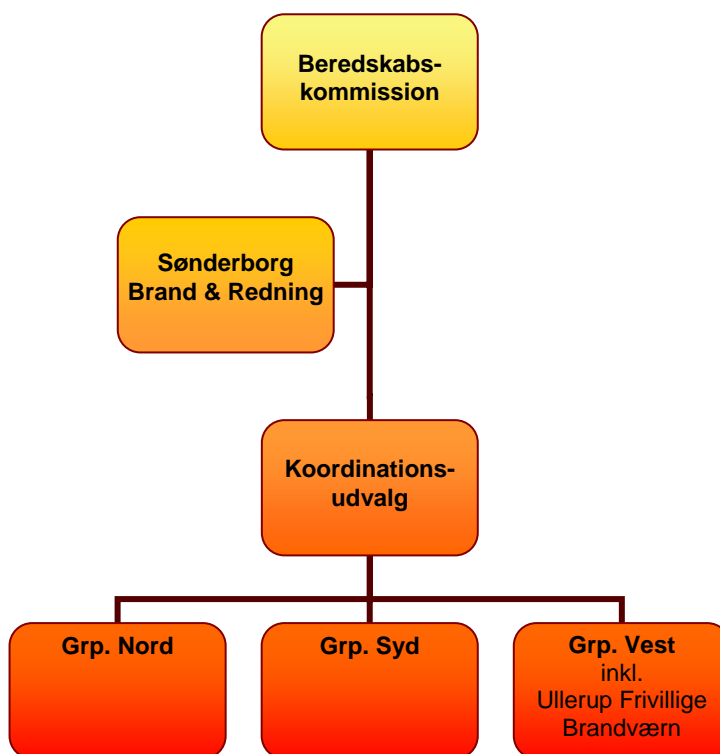 Beredskabs-
kommission
Sønderborg
Brand & Redning
Koordinations-
udvalg
Grp. Nord
Grp. Syd
Grp. Vest
inkl.
Ullerup Frivillige
Brandværn